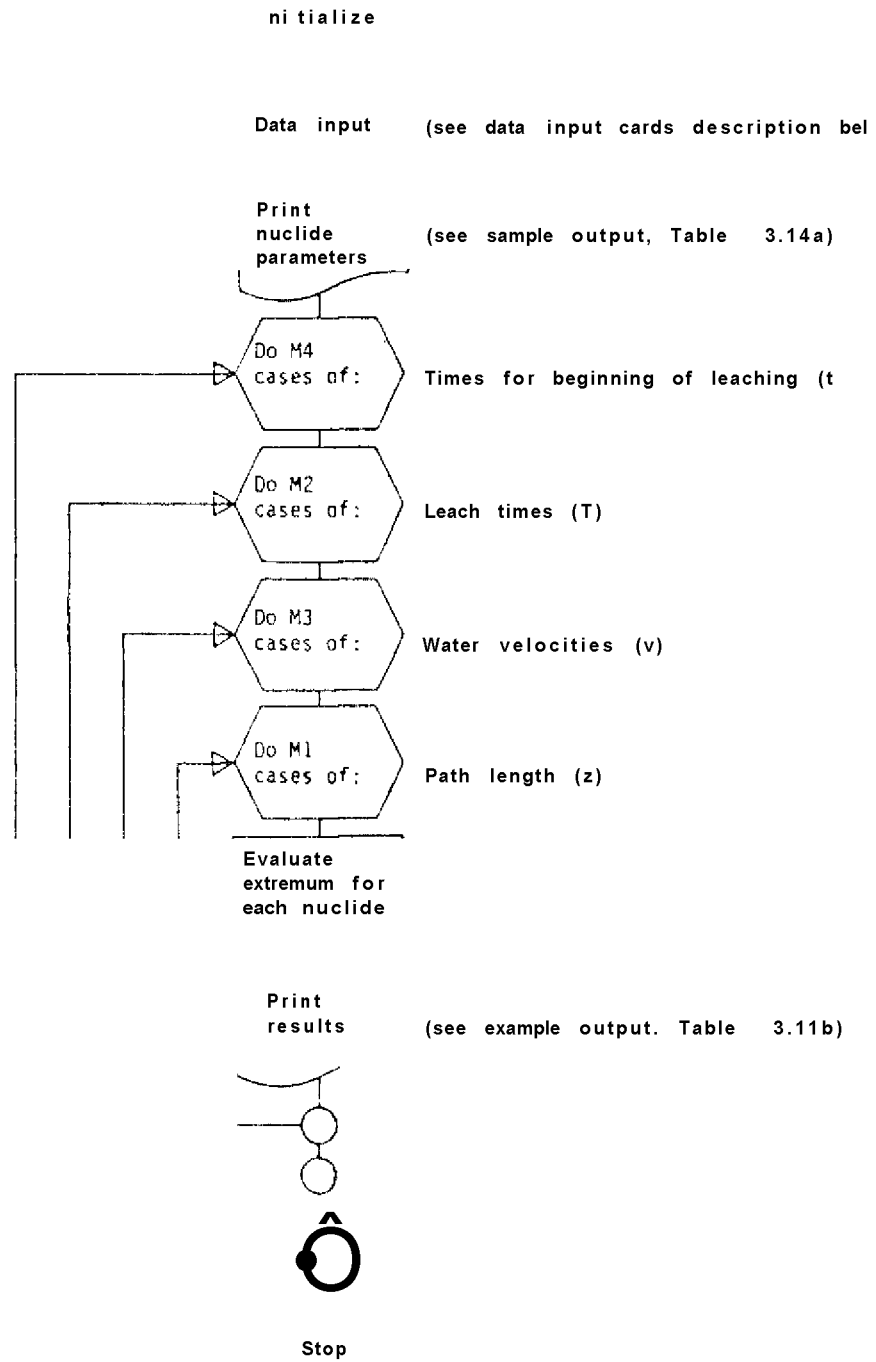 ni tialize
Data input (see data input cards description bel
Print
nuclide
parameters
(see sample output, Table 3.14a)
Do M4
cases of:
Times for beginning of leaching (t
Do M2
cases of:
Leach times (T)
Do M3
cases of:
Water velocities (v)
Do M1
cases of:
Path length (z)
Evaluate
extremum for
each nuclide
Print
results
(see example output. Table 3.11b)
Stop